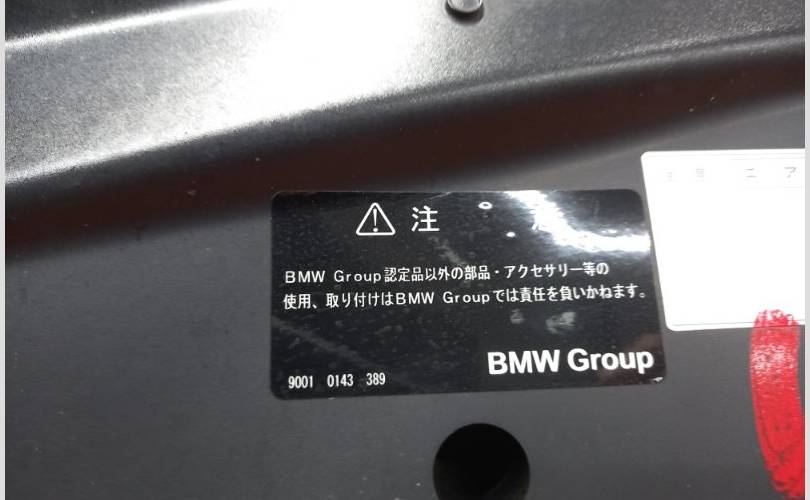 注
BMW Group認定品以外の部品・アクセサリー等の
使用、取り付けはBMW Groupでは責任を負いかねます。
BMW Group
9001 0143 389
エア